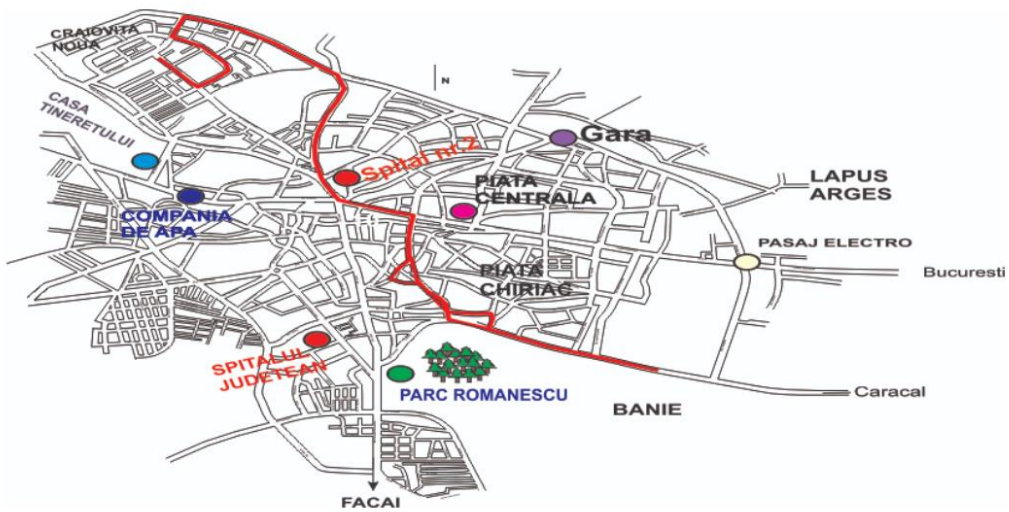 CRAIOVITA
NOUA
CASA
TINERETULUI
N
Gara
Spital nr.2
PIATA
CENTRALA
LAPUS
ARGES
COMPANIA
DE APA
PASAJ ELECTRO
Bucuresti
PIATA
CHIRIAC
SPITALUL
JUDETEAN
PARC ROMANESCU
BANIE
Caracal
FACAI